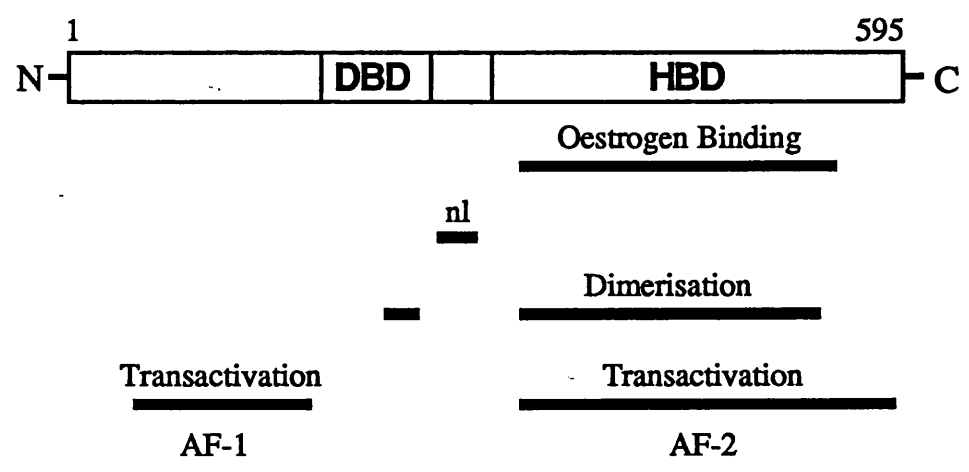 1 595
N DBD HBD C
Oestrogen Binding
nl
Dimerisation
Transactivation Transactivation
AF-1 AF-2